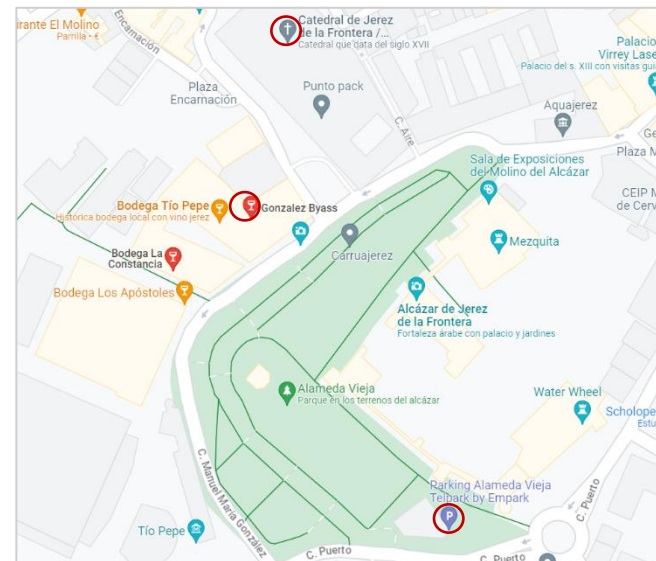 Catedral de Jerez
de la Frontera /...
Catedral que data del siglo XVII
rante El Molino
Parrilla • €
Encarnación
Palacio
Virrey Lase
Palacio del s. XIII con visitas gui
Plaza
Encarnación
Punto pack
C. Aire
Aquajerez
Ge
Plaza M
Sala de Exposiciones
del Molino del Alcázar
CEIP M
de Cerv
Bodega Tío Pepe
Histórica bodega local con vino jerez
Gonzalez Byass
Mezquita
Carruajerez
Bodega La
Constancia
Bodega Los Apóstoles
Alcázar de Jerez
de la Frontera
Fortaleza árabe con palacio y jardines
Alameda Vieja
Parque en los terrenos del alcázar
Water Wheel
Scholope
Estu
C. Puerto
C. Manuel María González
Parking Alameda Vieja
Telpark by Empark
P
Tío Pepe
C. Puerto
C. Puerto